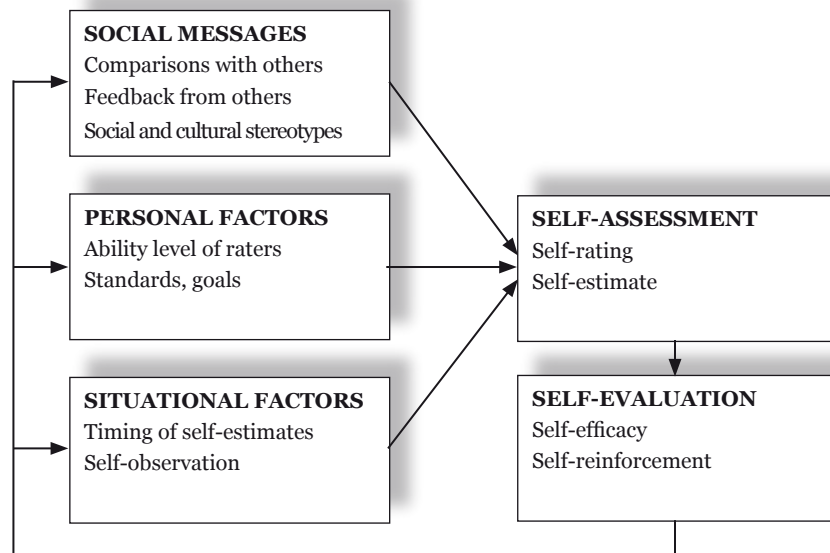 SOCIAL MESSAGES
Comparisons with others
Feedback from others
Social and cultural stereotypes
PERSONAL FACTORS
Ability level of raters
Standards, goals
SITUATIONAL FACTORS
Timing of self-estimates
Self-observation
SELF-ASSESSMENT
Self-rating
Self-estimate
SELF-EVALUATION
Self-efficacy
Self-reinforcement